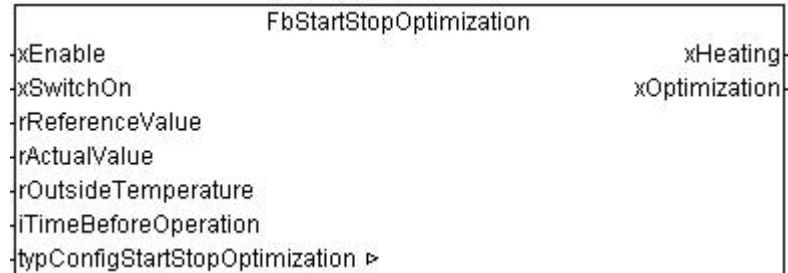 FbStartStopOptimization
xEnable xHeating
xSwitchOn xOptimization
rReferenceValue
rActualValue
rOutsideTemperature
iTimeBeforeOperation
typConfigStartStopOptimization ▷